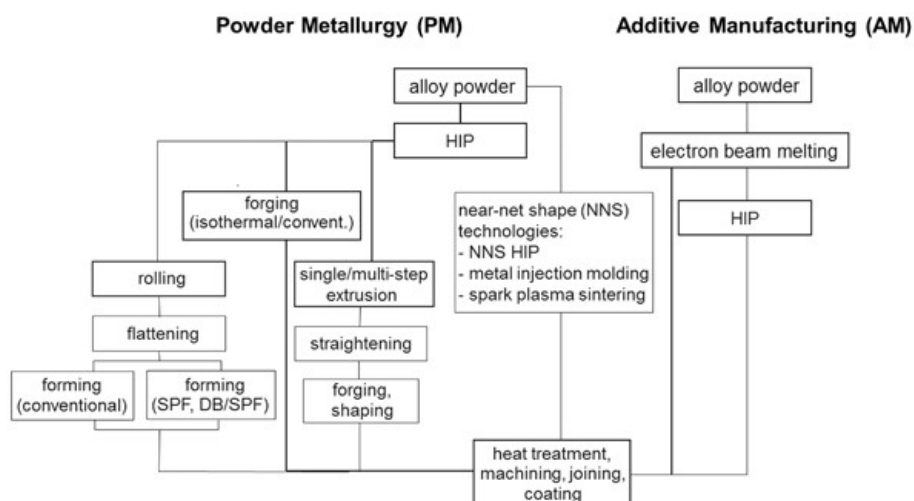 Powder Metallurgy (PM)
Additive Manufacturing (AM)
alloy powder
HIP
forging
(isothermal/convent.)
rolling
flattening
forming
(conventional)
forming
(SPF, DB/SPF)
single/multi-step
extrusion
straightening
forging,
shaping
near-net shape (NNS)
technologies:
- NNS HIP
- metal injection molding
- spark plasma sintering
alloy powder
electron beam melting
HIP
heat treatment,
machining, joining,
coating